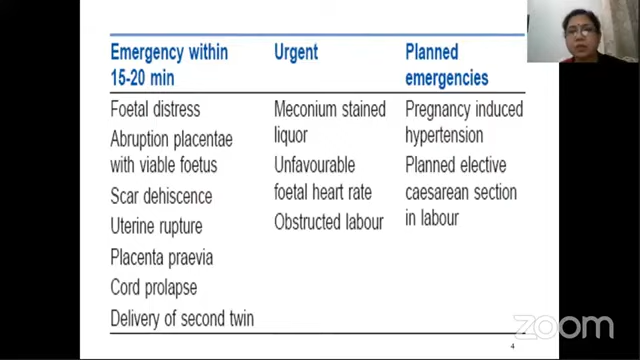 Emergency within
15-20 min
Foetal distress
Abruption placentae
with viable foetus
Scar dehiscence
Uterine rupture
Placenta praevia
Cord prolapse
Delivery of second twin
Urgent
Meconium stained
liquor
Unfavourable
foetal heart rate
Obstructed labour
Planned
emergencies
Pregnancy induced
hypertension
Planned elective
caesarean section
in labour
zoom
4